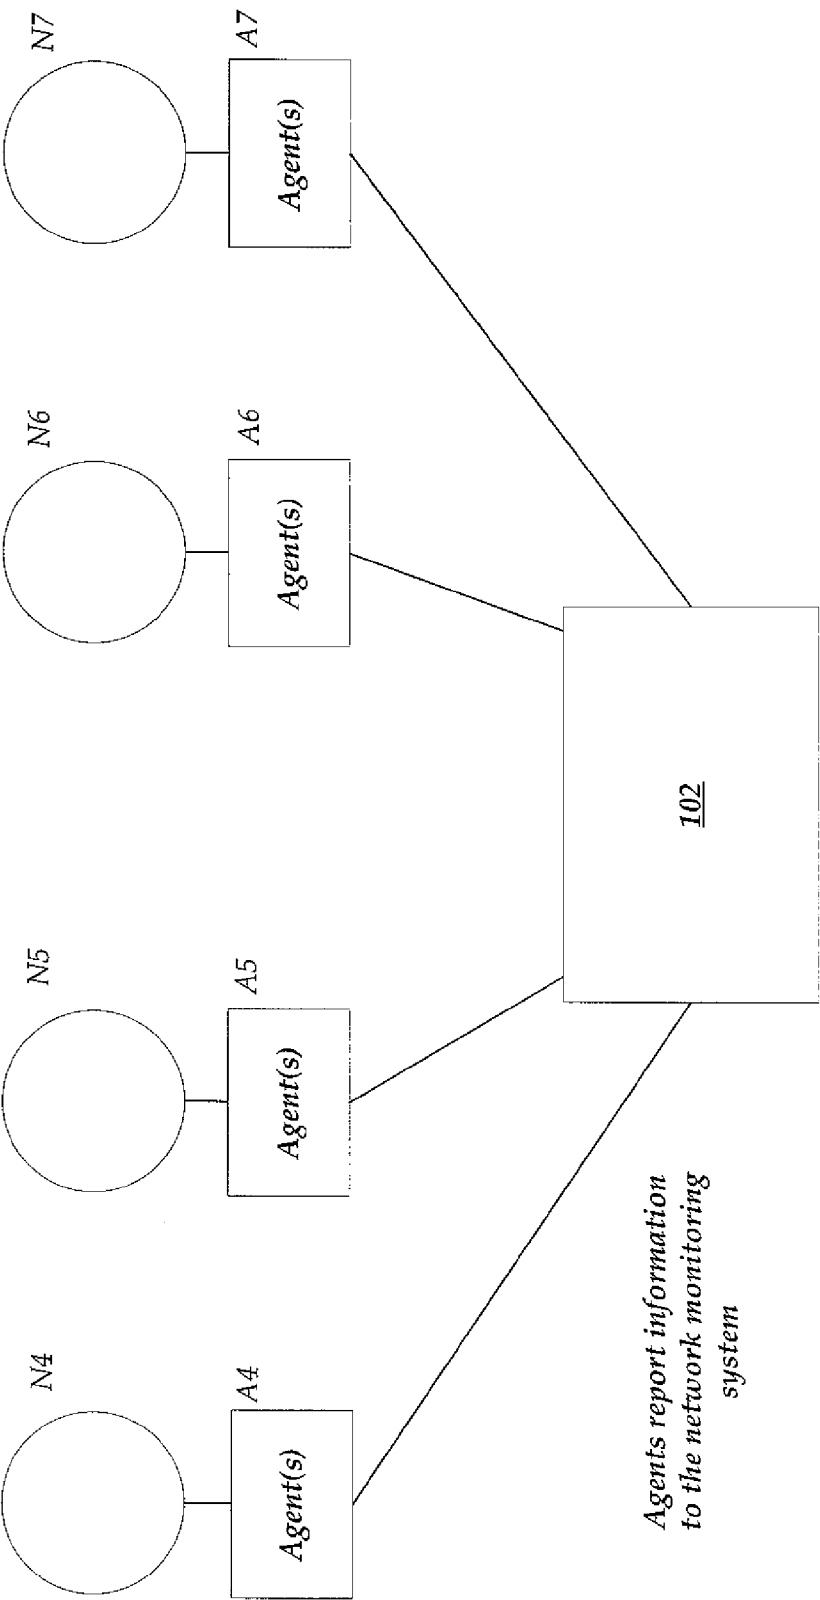 N4
N5
N6
N7
A4
A5
A6
A7
Agent(s)
Agent(s)
Agent(s)
Agent(s)
102
Agents report information
to the network monitoring
system